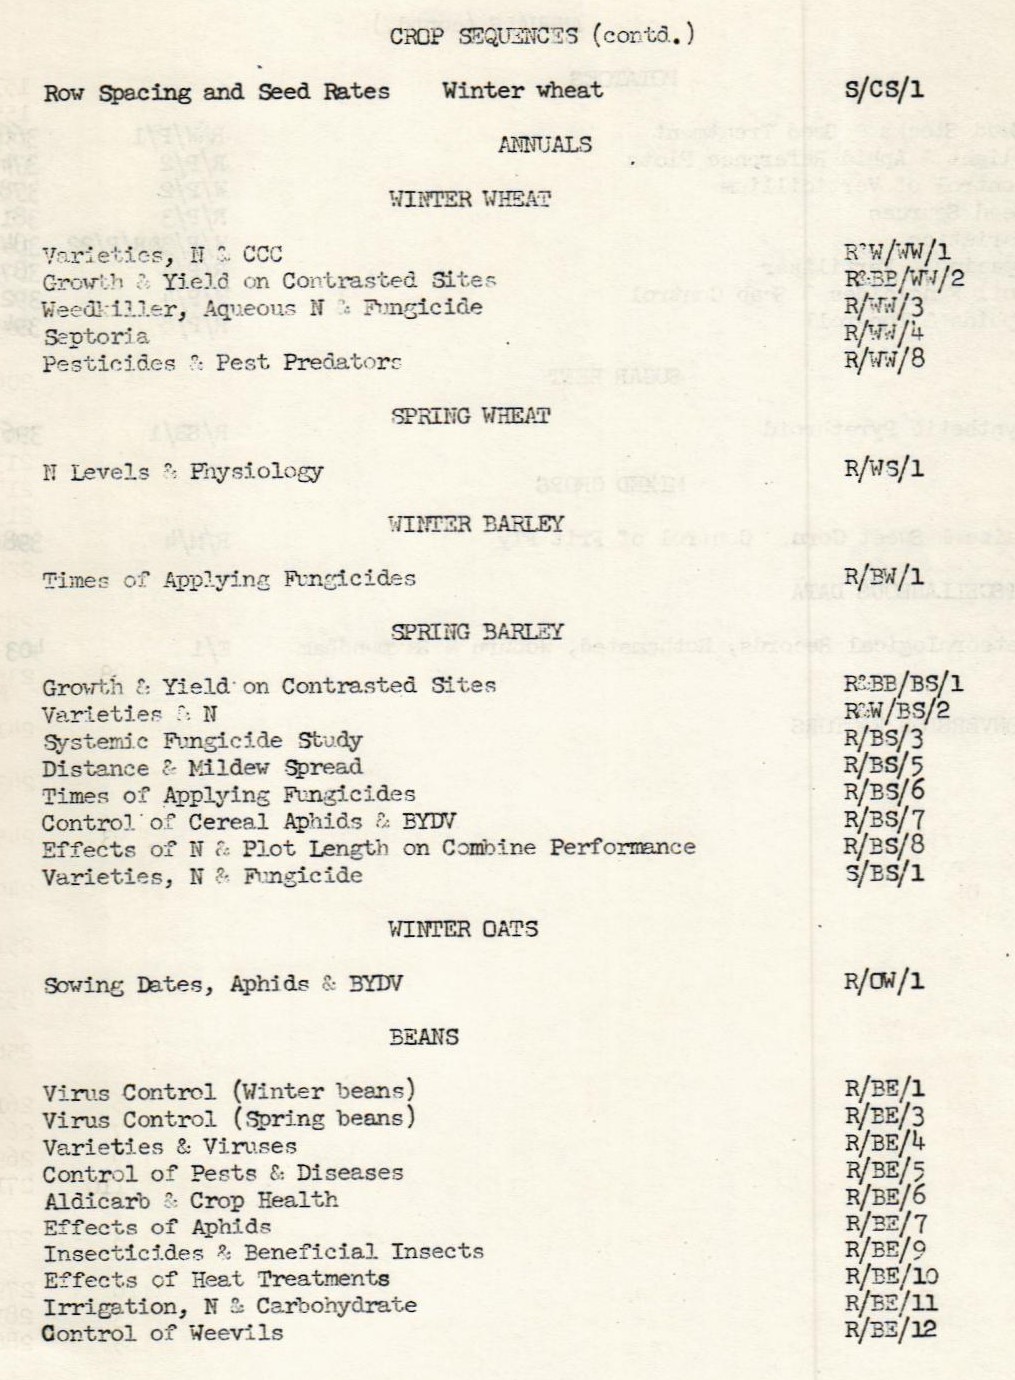 CROP SEQUENCES (contd.)
Row Spacing and Seed Rates Winter wheat S/CS/1
ANNUALS
WINTER WHEAT
Varieties, N & CCC R&W/WW/1
Growth & Yield on Contrasted Sites R&BB/WW/2
Weedkiller, Aqueous N & Fungicide R/WW/3
Septoria R/WW/4
Pesticides & Pest Predators R/WW/8
SPRING WHEAT
N Levels & Physiology R/WS/1
WINTER BARLEY
Times of Applying Fungicides R/BW/1
SPRING BARLEY
Growth & Yield on Contrasted Sites R&BB/BS/1
Varieties & N R&W/BS/2
Systemic Fungicide Study R/BS/3
Distance & Mildew Spread R/BS/5
Times of Applying Fungicides R/BS/6
Control of Cereal Aphids & BYDV R/BS/7
Effects of N & Plot Length on Combine Performance R/BS/8
Varieties, N & Fungicide S/BS/1
WINTER OATS
Sowing Dates, Aphids & BYDV R/OW/1
BEANS
Virus Control (Winter beans) R/BE/1
Virus Control (Spring beans) R/BE/3
Varieties & Viruses R/BE/4
Control of Pests & Diseases R/BE/5
Aldicarb & Crop Health R/BE/6
Effects of Aphids R/BE/7
Insecticides & Beneficial Insects R/BE/9
Effects of Heat Treatments R/BE/10
Irrigation, N & Carbohydrate R/BE/11
Control of Weevils R/BE/12